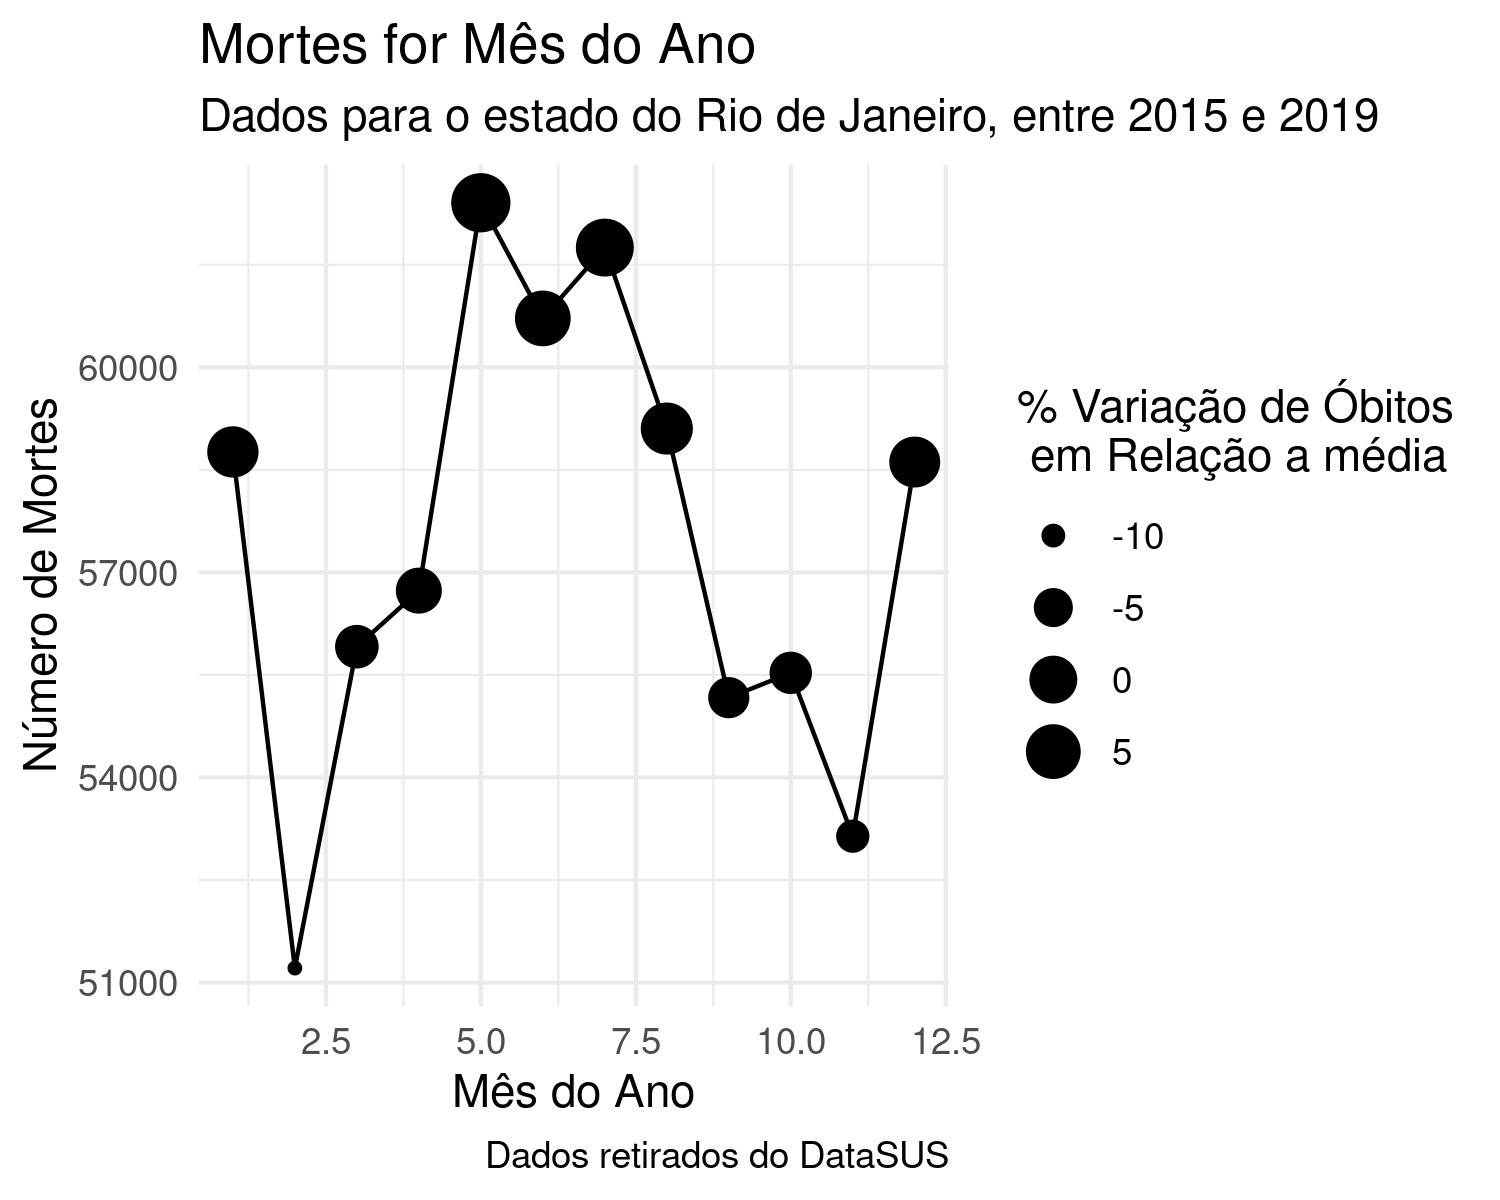 Mortes for Mês do Ano
Dados para o estado do Rio de Janeiro, entre 2015 e 2019
Número de Mortes
60000
57000
54000
51000
2.5
5.0
7.5
10.0
12.5
Mês do Ano
% Variação de Óbitos
em Relação a média
-10
-5
0
5
Dados retirados do DataSUS